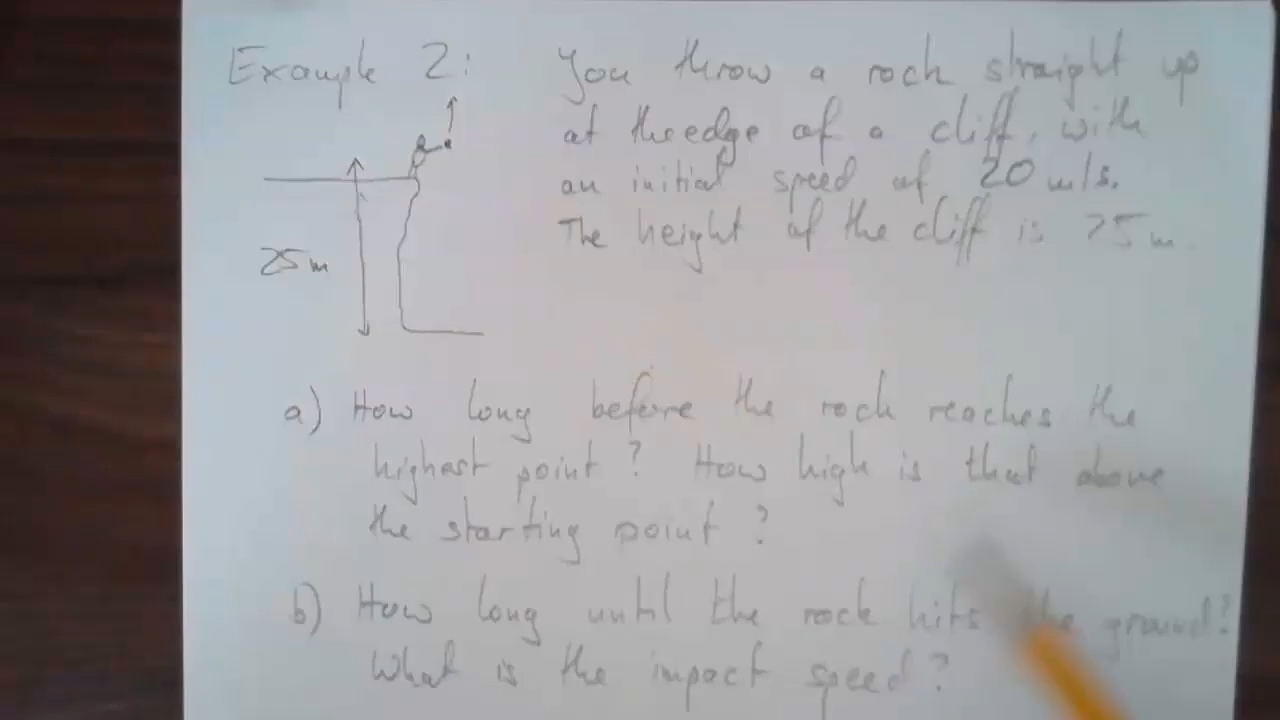 Example 2:
You throw a rock straight up
at the edge of a cliff, with
an initial speed of 20 m/s.
The height of the cliff is 25 m.
25 m
a) How long before the rock reaches the
highest point? How high is that above
the starting point?
b) How long until the rock hits the ground?
What is the impact speed?